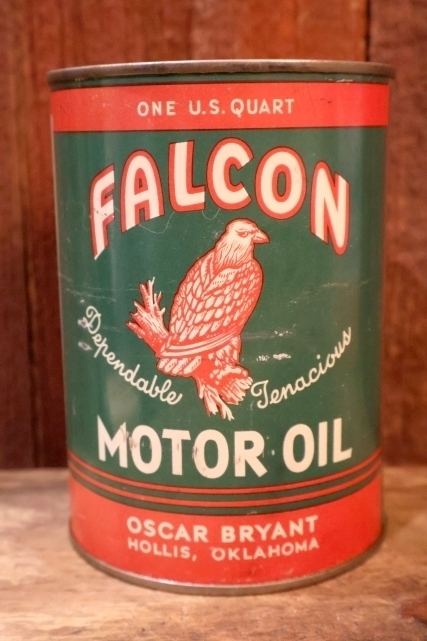 ONE U.S. QUART
FALCON
Dependable Tenacious
MOTOR OIL
OSCAR BRYANT
HOLLIS, OKLAHOMA